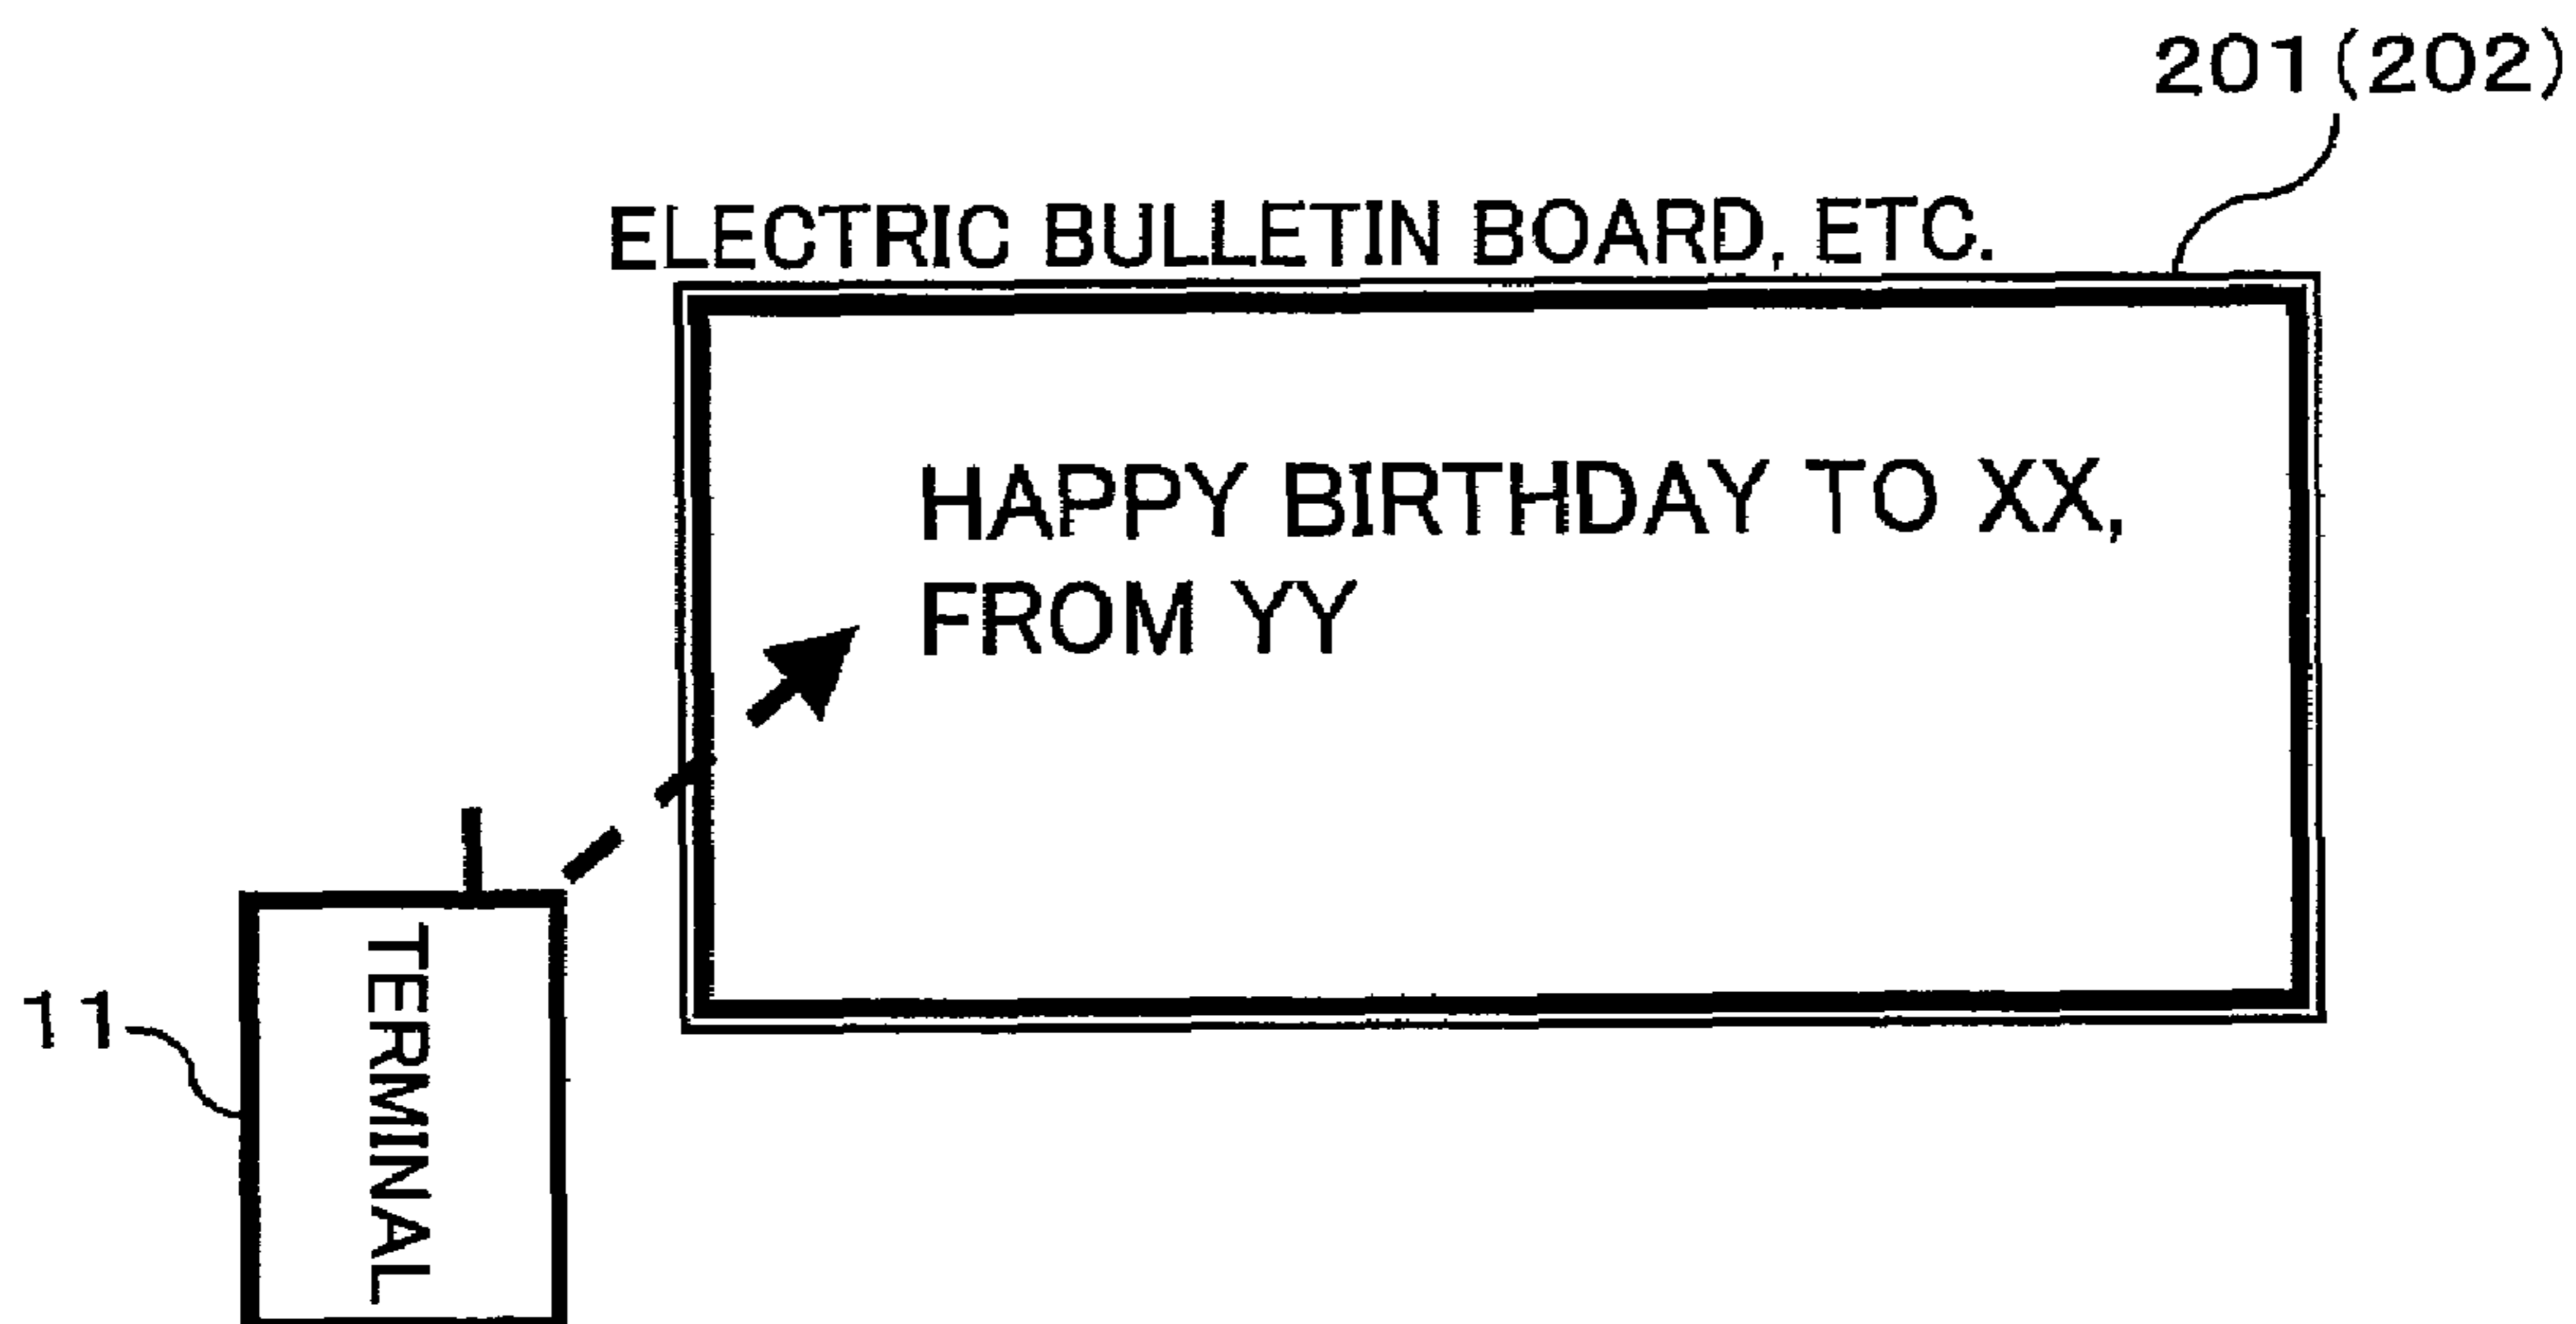 201(202)
ELECTRIC BULLETIN BOARD, ETC.
HAPPY BIRTHDAY TO XX,
FROM YY
11
TERMINAL